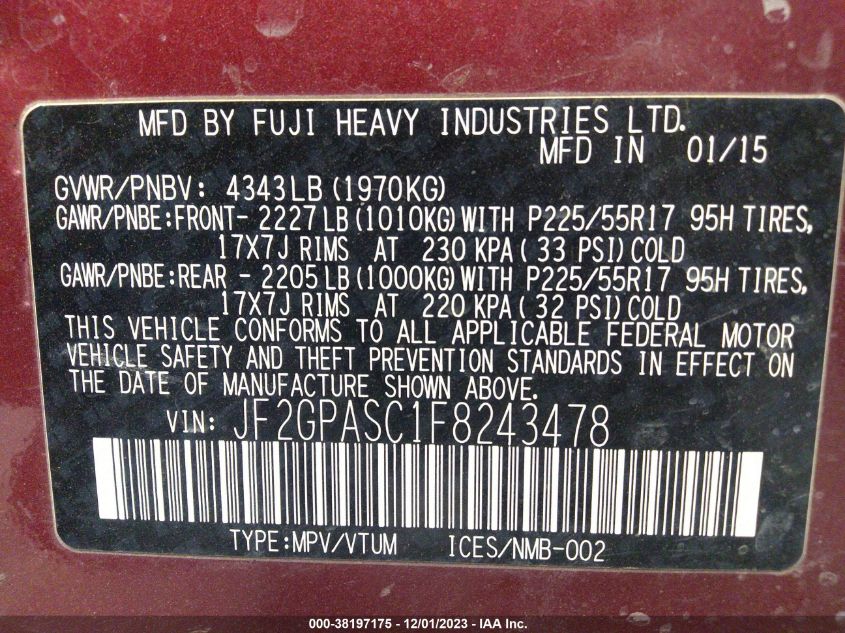 MFD BY FUJI HEAVY INDUSTRIES LTD.
MFD IN 01/15
GVWR/PNBV: 4343LB (1970KG)
GAWR/PNBE:FRONT- 2227 LB (1010KG) WITH P225/55R17 95H TIRES,
17X7J RIMS AT 230 KPA ( 33 PSI) COLD
GAWR/PNBE:REAR - 2205 LB (1000KG) WITH P225/55R17 95H TIRES,
17X7J RIMS AT 220 KPA ( 32 PSI) COLD
THIS VEHICLE CONFORMS TO ALL APPLICABLE FEDERAL MOTOR
VEHICLE SAFETY AND THEFT PREVENTION STANDARDS IN EFFECT ON
THE DATE OF MANUFACTURE SHOWN ABOVE.
VIN: JF2GPASC1F8243478
TYPE:MPV/VTUM ICES/NMB-002
000-38197175 - 12/01/2023 - IAA Inc.